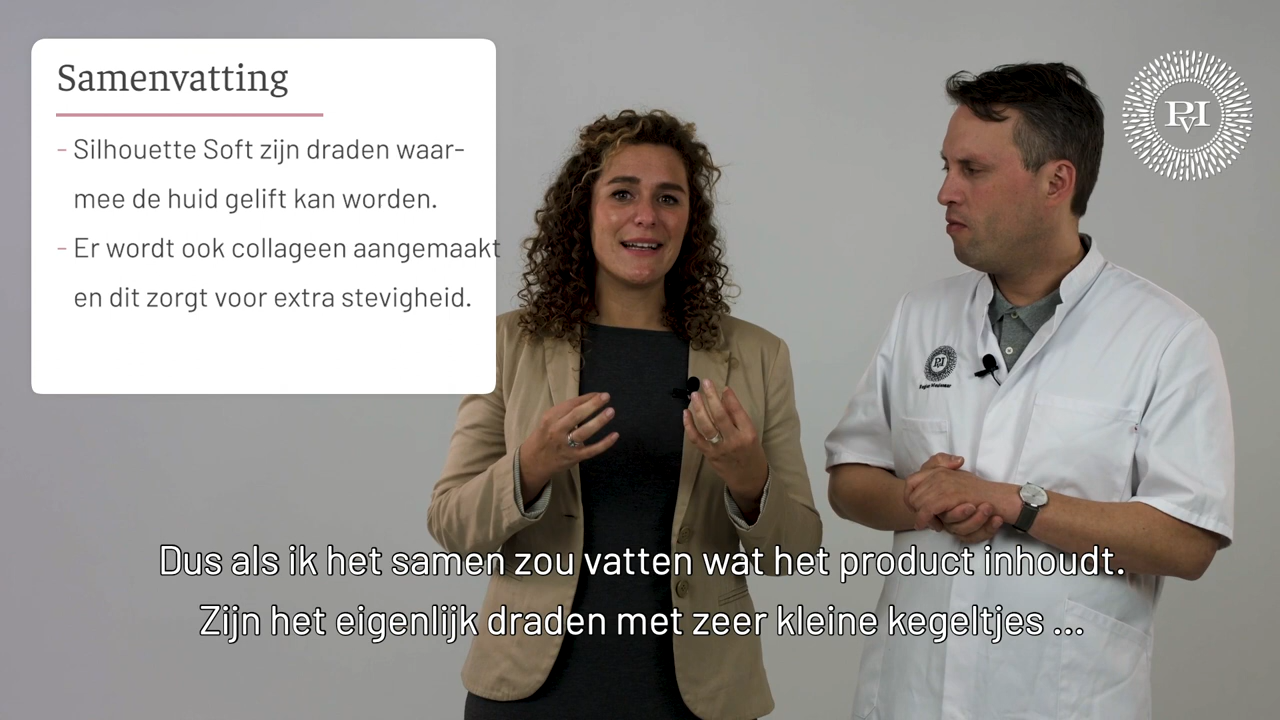 Samenvatting
- Silhouette Soft zijn draden waar-
mee de huid gelift kan worden.
- Er wordt ook collageen aangemaakt
en dit zorgt voor extra stevigheid.
PVI
PVI
Dus als ik het samen zou vatten wat het product inhoudt.
Zijn het eigenlijk draden met zeer kleine kegeltjes ...